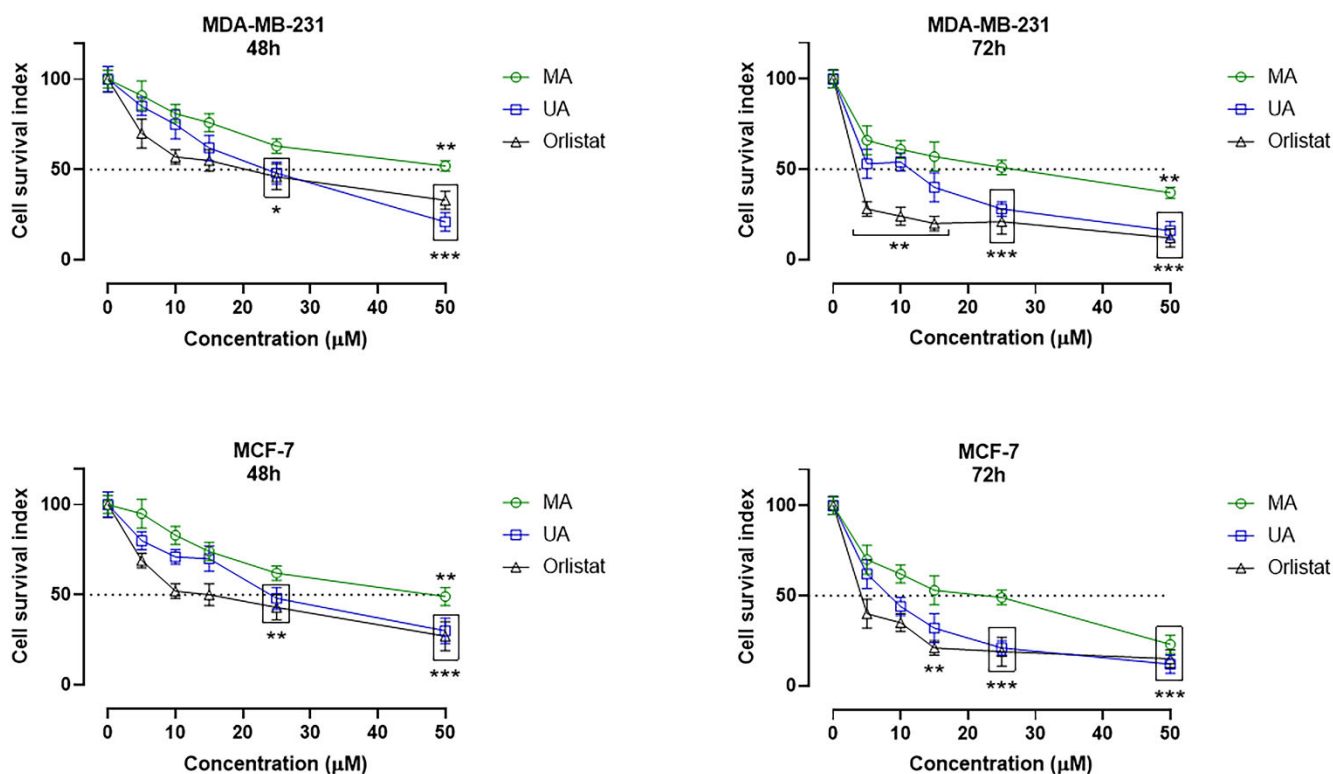 MDA-MB-231
48h
Cell survival index
100
50
0
**
*
***
0 10 20 30 40 50
Concentration (µM)
MA
UA
Orlistat
MDA-MB-231
72h
Cell survival index
100
50
0
**
**
***
***
0 10 20 30 40 50
Concentration (µM)
MA
UA
Orlistat
MCF-7
48h
Cell survival index
100
50
0
**
**
***
0 10 20 30 40 50
Concentration (µM)
MA
UA
Orlistat
MCF-7
72h
Cell survival index
100
50
0
**
***
***
0 10 20 30 40 50
Concentration (µM)
MA
UA
Orlistat